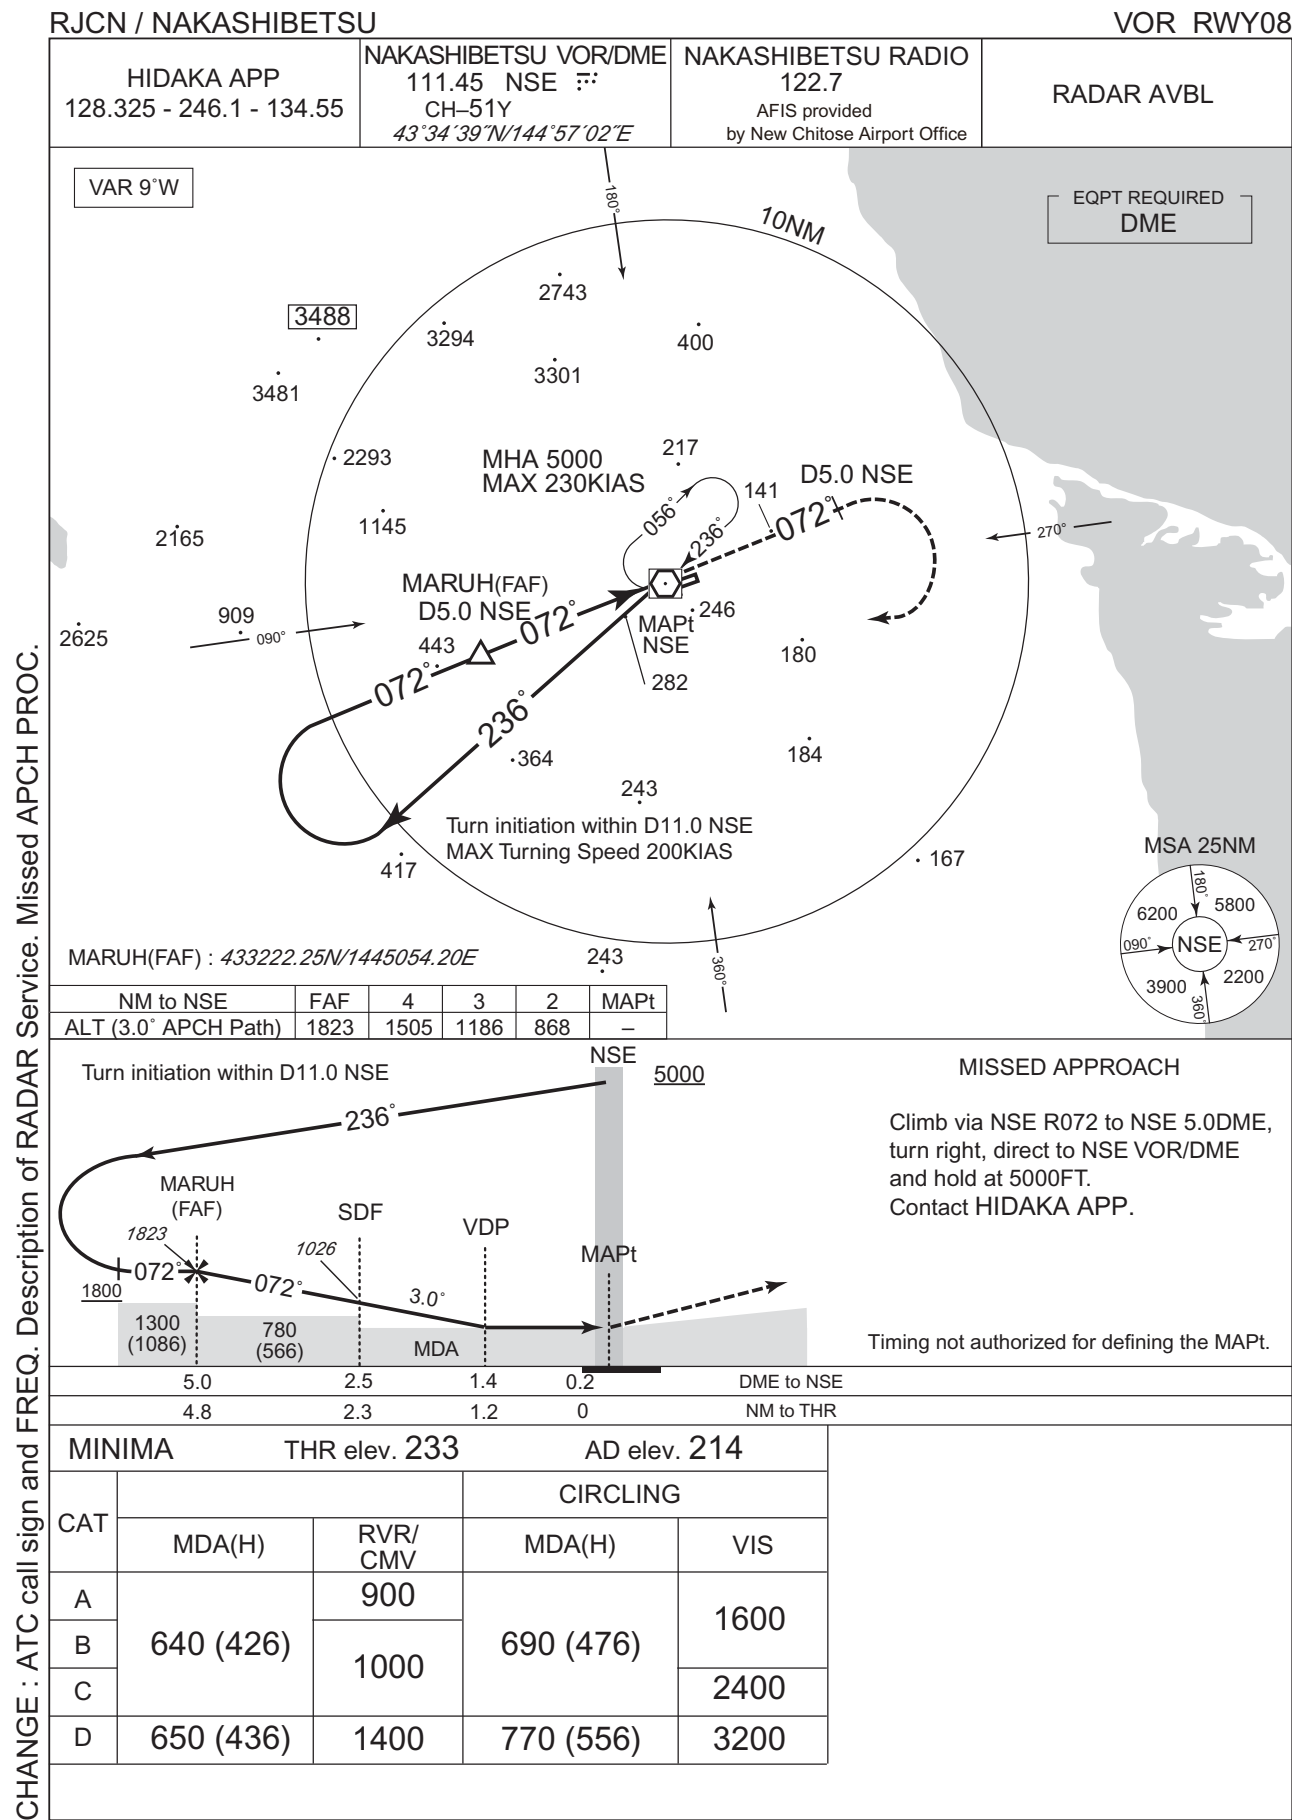 RJCN / NAKASHIBETSU
VOR RWY08
HIDAKA APP
128.325 - 246.1 - 134.55
NAKASHIBETSU VOR/DME
111.45 NSE
CH–51Y
43°34´39˝N/144°57´02˝E
NAKASHIBETSU RADIO
122.7
AFIS provided
by New Chitose Airport Office
RADAR AVBL
VAR 9°W
EQPT REQUIRED
DME
180°
10NM
2743
3488
3294
400
3301
3481
2293
MHA 5000
MAX 230KIAS
217
D5.0 NSE
141
056°
072°
236°
1145
2165
270°
MARUH(FAF)
D5.0 NSE
072°
246
MAPt
NSE
909
090°
2625
443
180
072°
282
236°
364
184
243
Turn initiation within D11.0 NSE
MAX Turning Speed 200KIAS
417
167
MSA 25NM
180°
6200
5800
090°
NSE
270°
3900
2200
360°
MARUH(FAF) : 433222.25N/1445054.20E
243
360°
NM to NSE FAF 4 3 2 MAPt
ALT (3.0° APCH Path) 1823 1505 1186 868 –
Turn initiation within D11.0 NSE
NSE
5000
236°
MARUH
(FAF)
1823
SDF
1026
VDP
MAPt
072°
072°
3.0°
1800
1300
(1086)
780
(566)
MDA
MISSED APPROACH
Climb via NSE R072 to NSE 5.0DME,
turn right, direct to NSE VOR/DME
and hold at 5000FT.
Contact HIDAKA APP.
Timing not authorized for defining the MAPt.
5.0 2.5 1.4 0.2 DME to NSE
4.8 2.3 1.2 0 NM to THR
MINIMA THR elev. 233 AD elev. 214
CAT
CIRCLING
MDA(H)
RVR/
CMV
MDA(H)
VIS
A
900
B
640 (426)
1000
690 (476)
1600
C
2400
D 650 (436) 1400 770 (556) 3200
CHANGE : ATC call sign and FREQ. Description of RADAR Service. Missed APCH PROC.